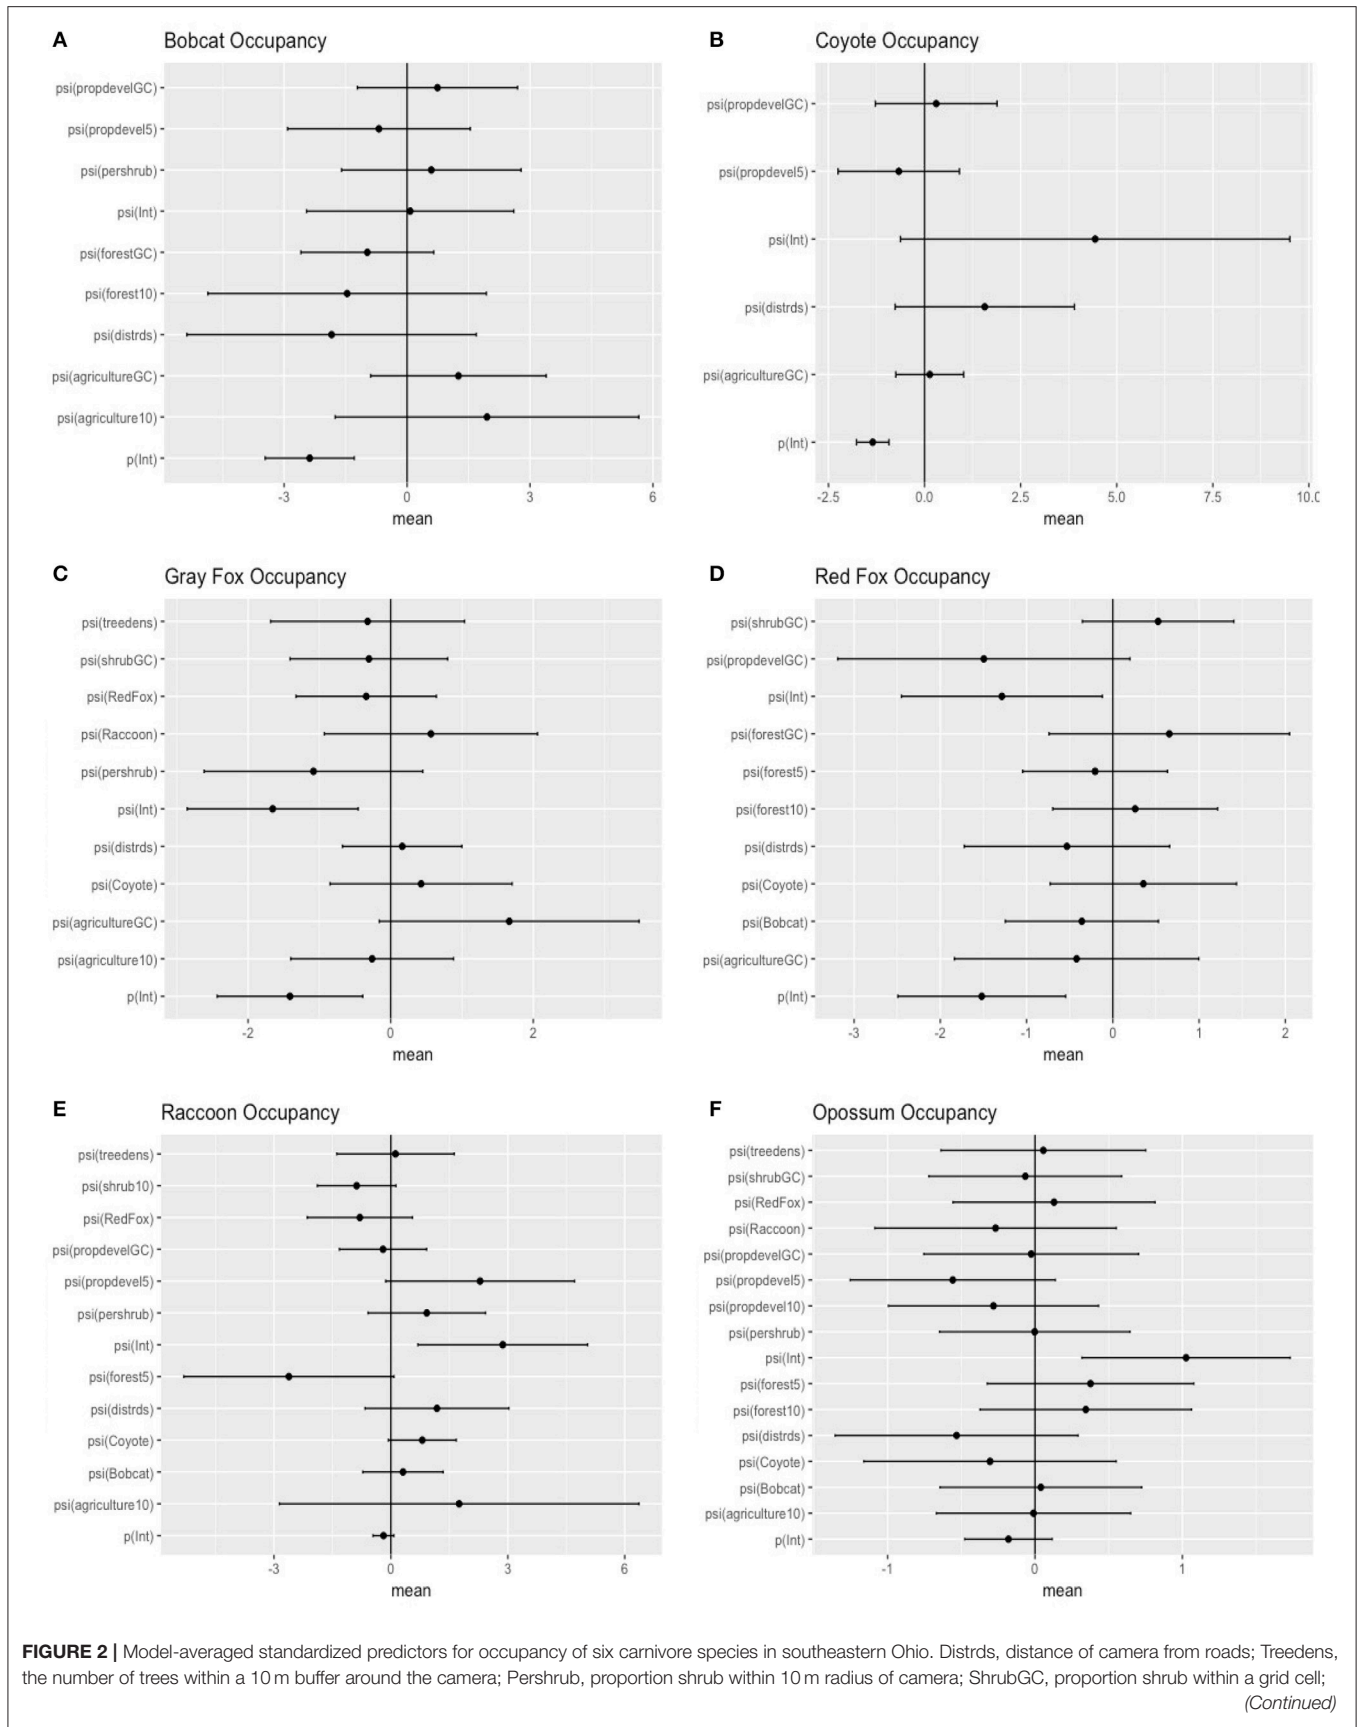 A
Bobcat Occupancy
psi(propdevelGC)
psi(propdevel5)
psi(pershrub)
psi(Int)
psi(forestGC)
psi(forest10)
psi(distrds)
psi(agricultureGC)
psi(agriculture10)
p(Int)
-3 0 3 6
mean
B
Coyote Occupancy
psi(propdevelGC)
psi(propdevel5)
psi(Int)
psi(distrds)
psi(agricultureGC)
p(Int)
-2.5 0.0 2.5 5.0 7.5 10.0
mean
C
Gray Fox Occupancy
psi(treedens)
psi(shrubGC)
psi(RedFox)
psi(Raccoon)
psi(pershrub)
psi(Int)
psi(distrds)
psi(Coyote)
psi(agricultureGC)
psi(agriculture10)
p(Int)
-2 0 2
mean
D
Red Fox Occupancy
psi(shrubGC)
psi(propdevelGC)
psi(Int)
psi(forestGC)
psi(forest5)
psi(forest10)
psi(distrds)
psi(Coyote)
psi(Bobcat)
psi(agricultureGC)
p(Int)
-3 -2 -1 0 1 2
mean
E
Raccoon Occupancy
psi(treedens)
psi(shrub10)
psi(RedFox)
psi(propdevelGC)
psi(propdevel5)
psi(pershrub)
psi(Int)
psi(forest5)
psi(distrds)
psi(Coyote)
psi(Bobcat)
psi(agriculture10)
p(Int)
-3 0 3 6
mean
F
Opossum Occupancy
psi(treedens)
psi(shrubGC)
psi(RedFox)
psi(Raccoon)
psi(propdevelGC)
psi(propdevel5)
psi(propdevel10)
psi(pershrub)
psi(Int)
psi(forest5)
psi(forest10)
psi(distrds)
psi(Coyote)
psi(Bobcat)
psi(agriculture10)
p(Int)
-1 0 1
mean
FIGURE 2 | Model-averaged standardized predictors for occupancy of six carnivore species in southeastern Ohio. Distrds, distance of camera from roads; Treedens,
the number of trees within a 10 m buffer around the camera; Pershrub, proportion shrub within 10 m radius of camera; ShrubGC, proportion shrub within a grid cell;
(Continued)